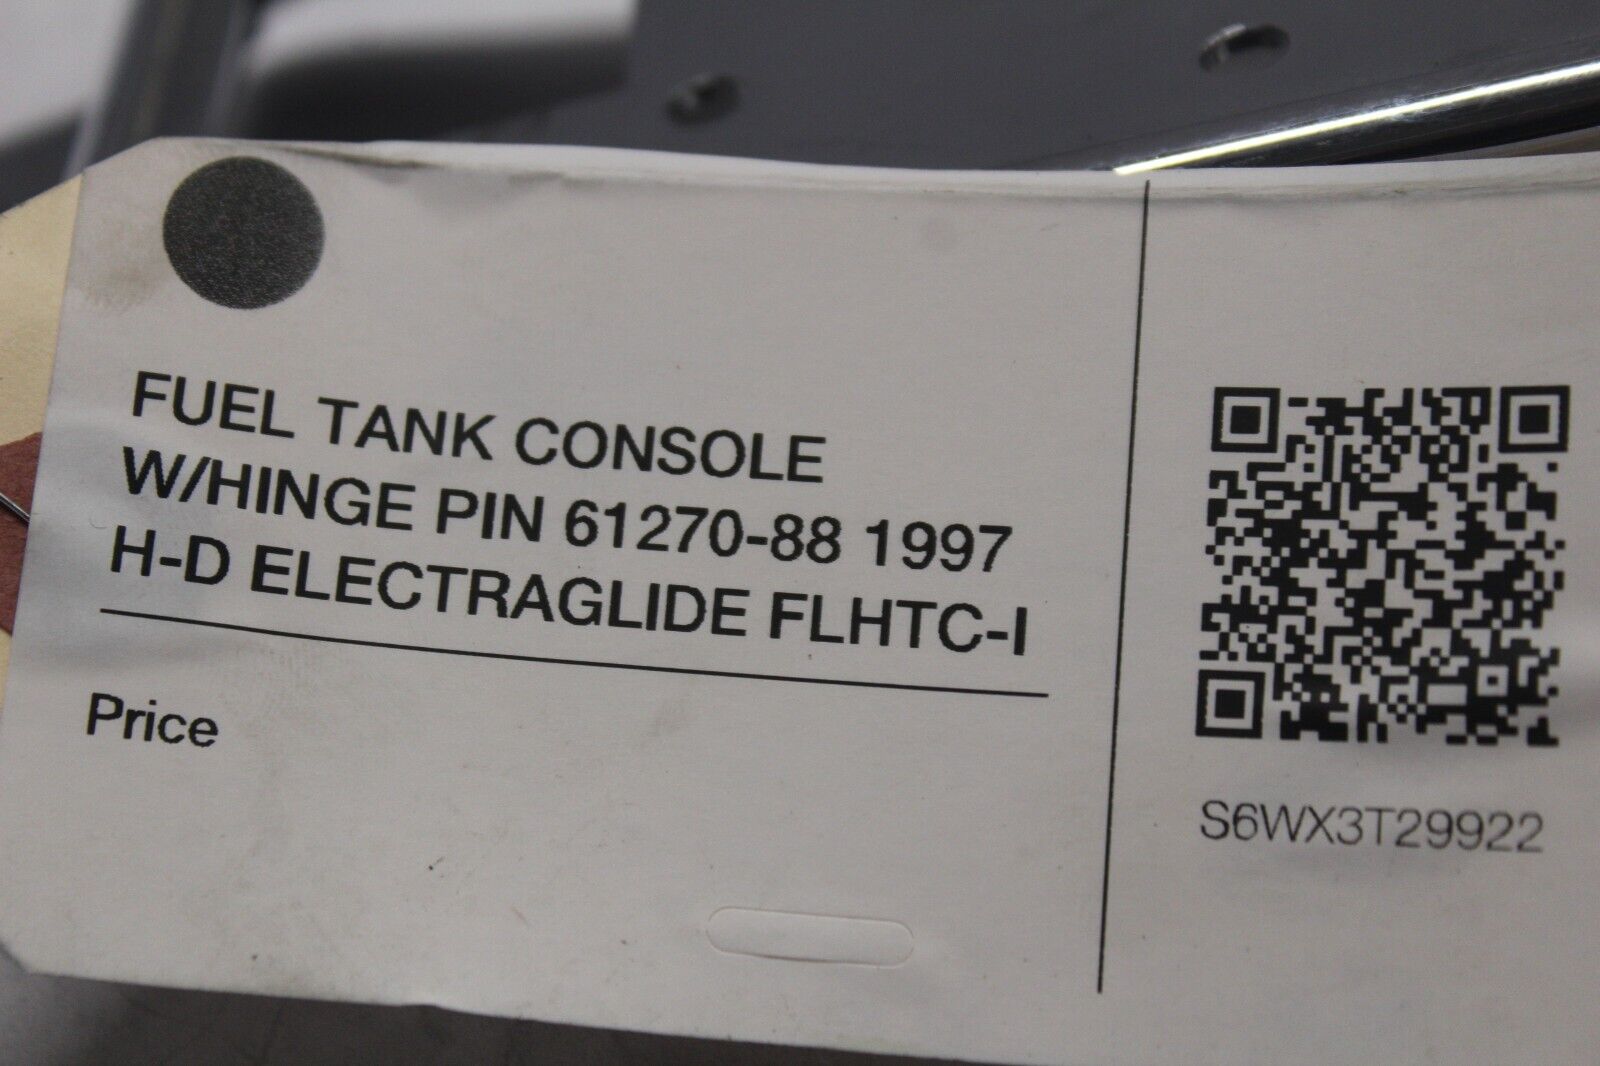 FUEL TANK CONSOLE
W/HINGE PIN 61270-88 1997
H-D ELECTRAGLIDE FLHTC-I
Price
S6WX3T29922